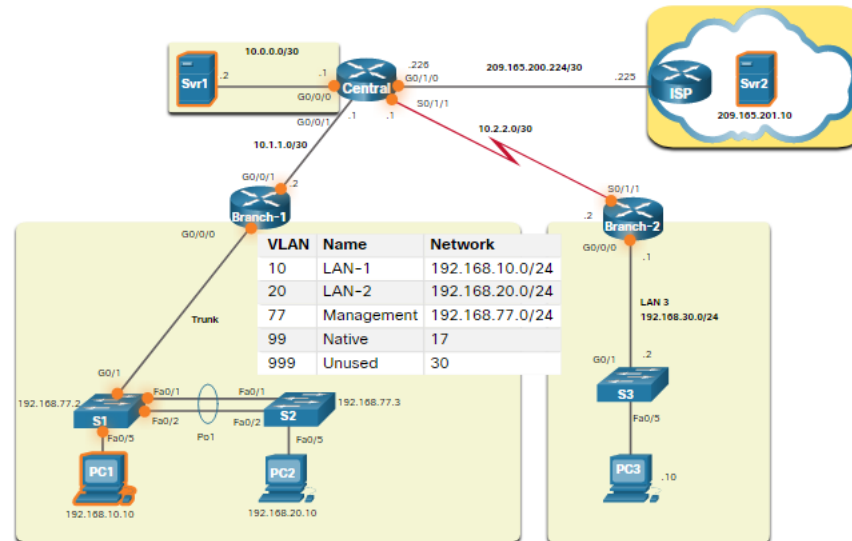 10.0.0.0/30
Svr1
.2
.1
G0/0/0
Central
.226
G0/1/0
209.165.200.224/30
.225
ISP
Svr2
209.165.201.10
G0/0/1
.1
.1
S0/1/1
10.1.1.0/30
10.2.2.0/30
G0/0/1
.2
Branch-1
G0/0/0
S0/1/1
.2
Branch-2
G0/0/0
.1
VLAN Name Network
10 LAN-1 192.168.10.0/24
20 LAN-2 192.168.20.0/24
77 Management 192.168.77.0/24
99 Native 17
999 Unused 30
Trunk
LAN 3
192.168.30.0/24
G0/1
192.168.77.2
S1
Fa0/1
Fa0/1
Fa0/2
Fa0/2
Po1
S2
192.168.77.3
Fa0/5
Fa0/5
PC1
192.168.10.10
PC2
192.168.20.10
G0/1
.2
S3
Fa0/5
PC3
.10